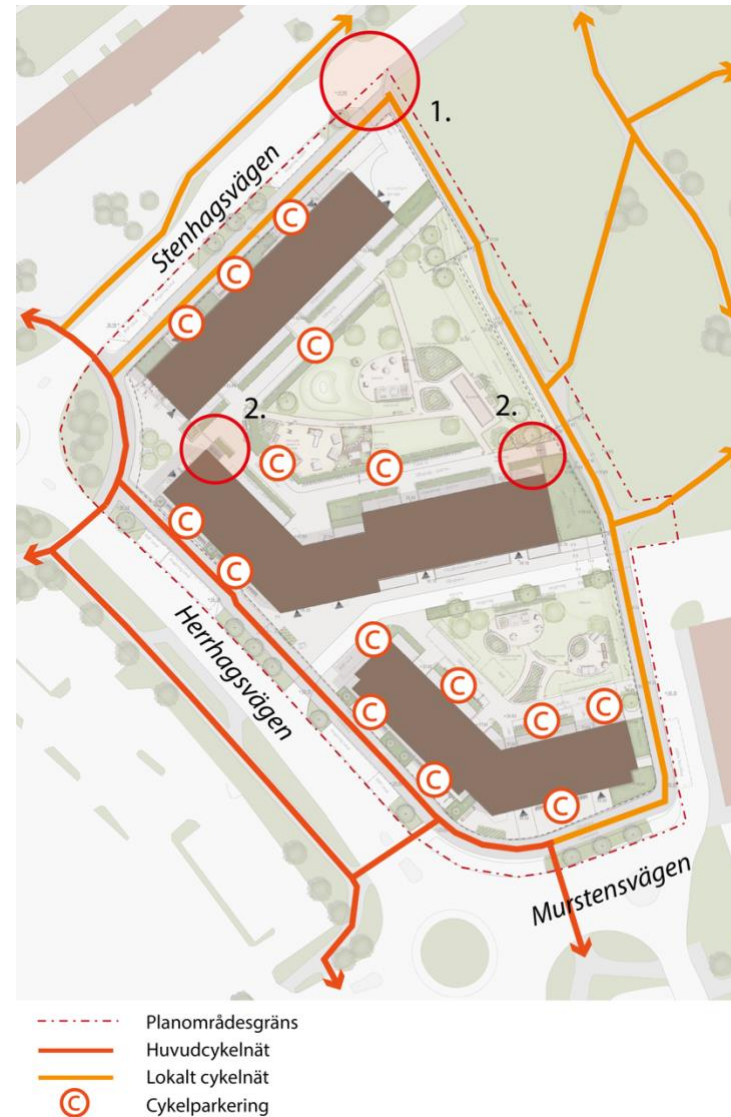 1.
Stenhagsvägen
C
C
C
C
2.
2.
C
C
C
C
Herrhagsvägen
C
C
C
C
C
C
C
Murstensvägen
Planområdesgräns
Huvudcykelnät
Lokalt cykelnät
C Cykelparkering